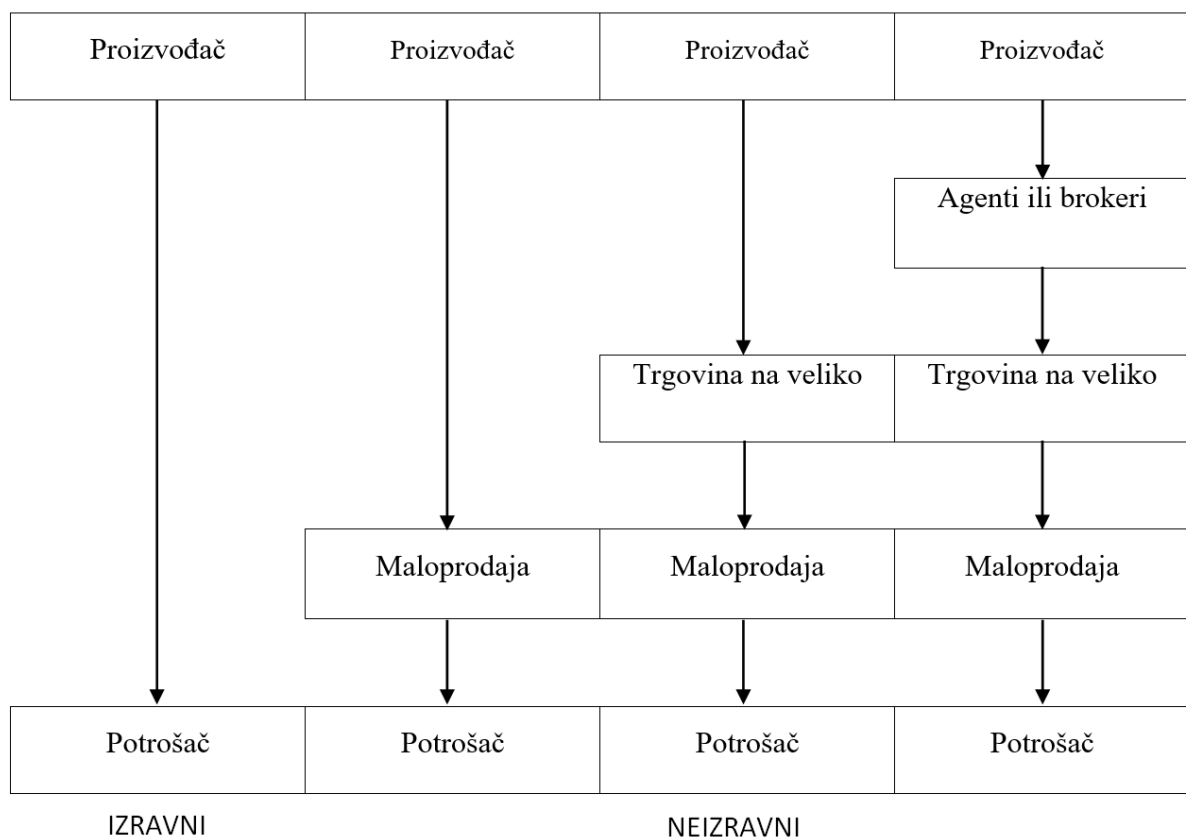 Proizvođač Proizvođač Proizvođač Proizvođač
Agenti ili brokeri
Trgovina na veliko Trgovina na veliko
Maloprodaja Maloprodaja Maloprodaja
Potrošač Potrošač Potrošač Potrošač
IZRAVNI NEIZRAVNI